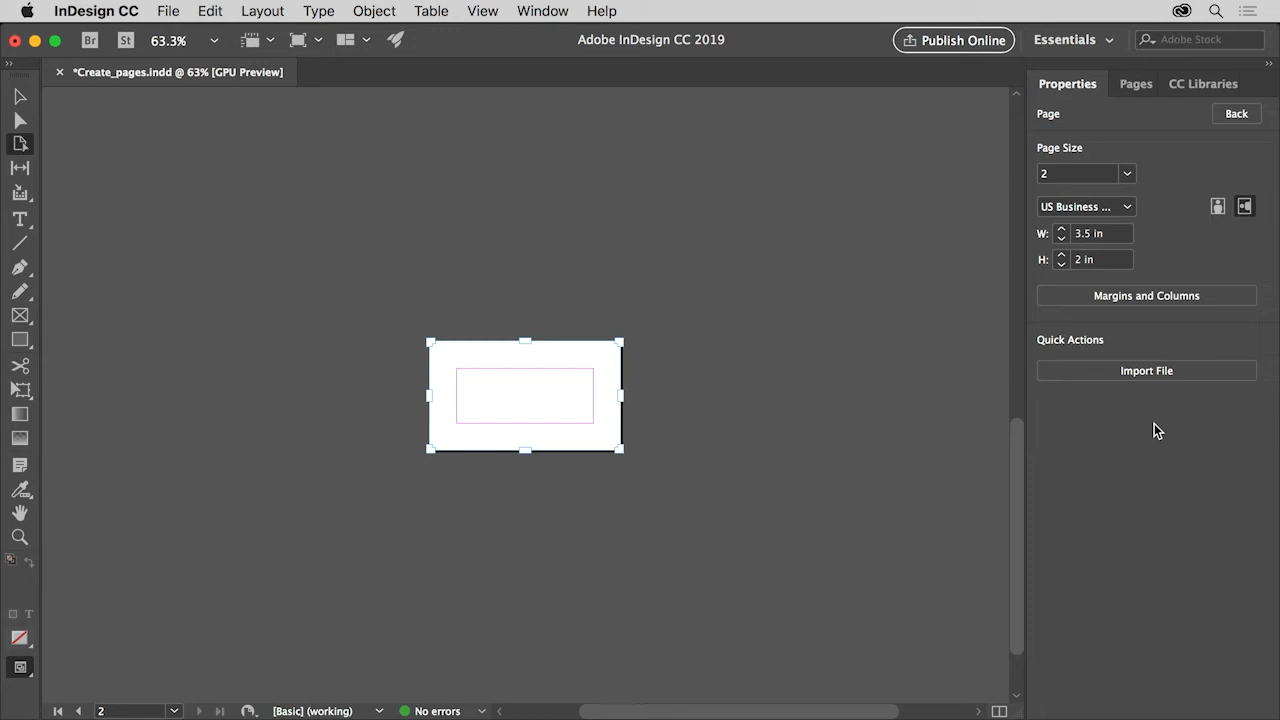 InDesign CC File Edit Layout Type Object Table View Window Help
Br St 63.3% Adobe InDesign CC 2019 Publish Online Essentials Adobe Stock
*Create_pages.indd @ 63% [GPU Preview]
Properties Pages CC Libraries
Page Back
Page Size
2
US Business ...
W: 3.5 in
H: 2 in
Margins and Columns
Quick Actions
Import File
T
2 [Basic] (working) No errors